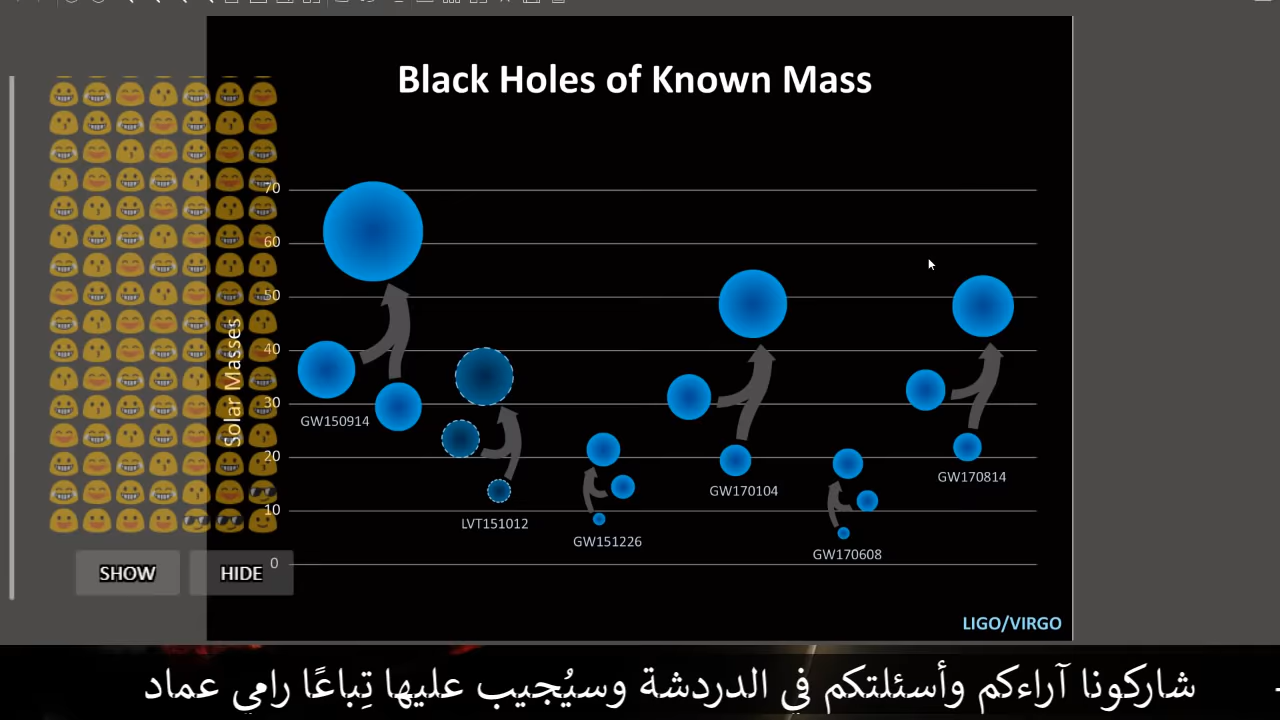 Black Holes of Known Mass
70
60
50
40
30
20
10
0
Solar Masses
GW150914
LVT151012
GW151226
GW170104
GW170608
GW170814
SHOW
HIDE
LIGO/VIRGO
شاركونا آراءكم وأسئلتكم في الدردشة وسيُجيب عليها تِباعًا رامي عماد